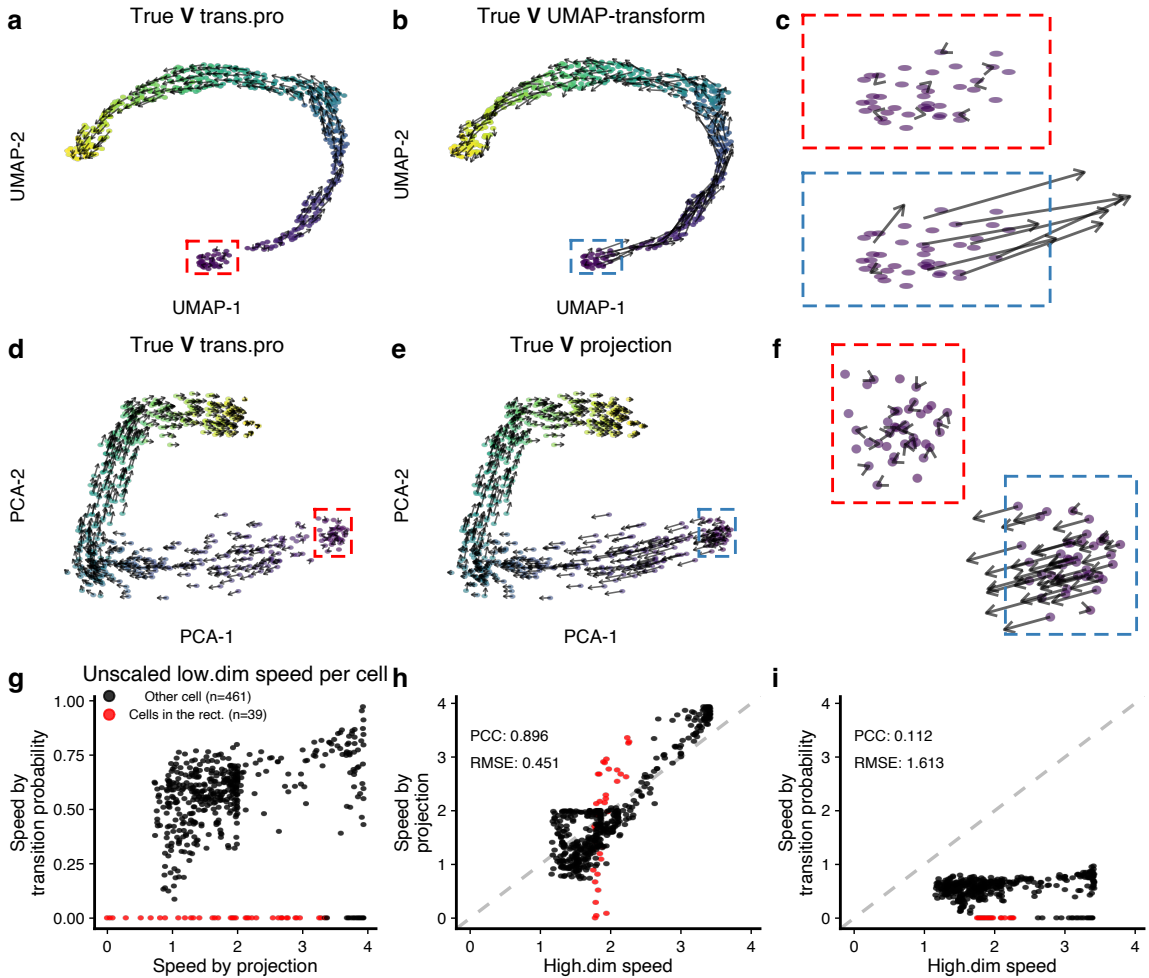 a
True V trans.pro
UMAP-2
UMAP-1
b
True V UMAP-transform
UMAP-2
UMAP-1
c
d
True V trans.pro
PCA-2
PCA-1
e
True V projection
PCA-2
PCA-1
f
g
Unscaled low.dim speed per cell
Other cell (n=461)
Cells in the rect. (n=39)
Speed by
transition probability
1.00
0.75
0.50
0.25
0.00
0 1 2 3 4
Speed by projection
h
PCC: 0.896
RMSE: 0.451
Speed by
projection
4
3
2
1
0
0 1 2 3 4
High.dim speed
i
PCC: 0.112
RMSE: 1.613
Speed by
transition probability
4
3
2
1
0
0 1 2 3 4
High.dim speed